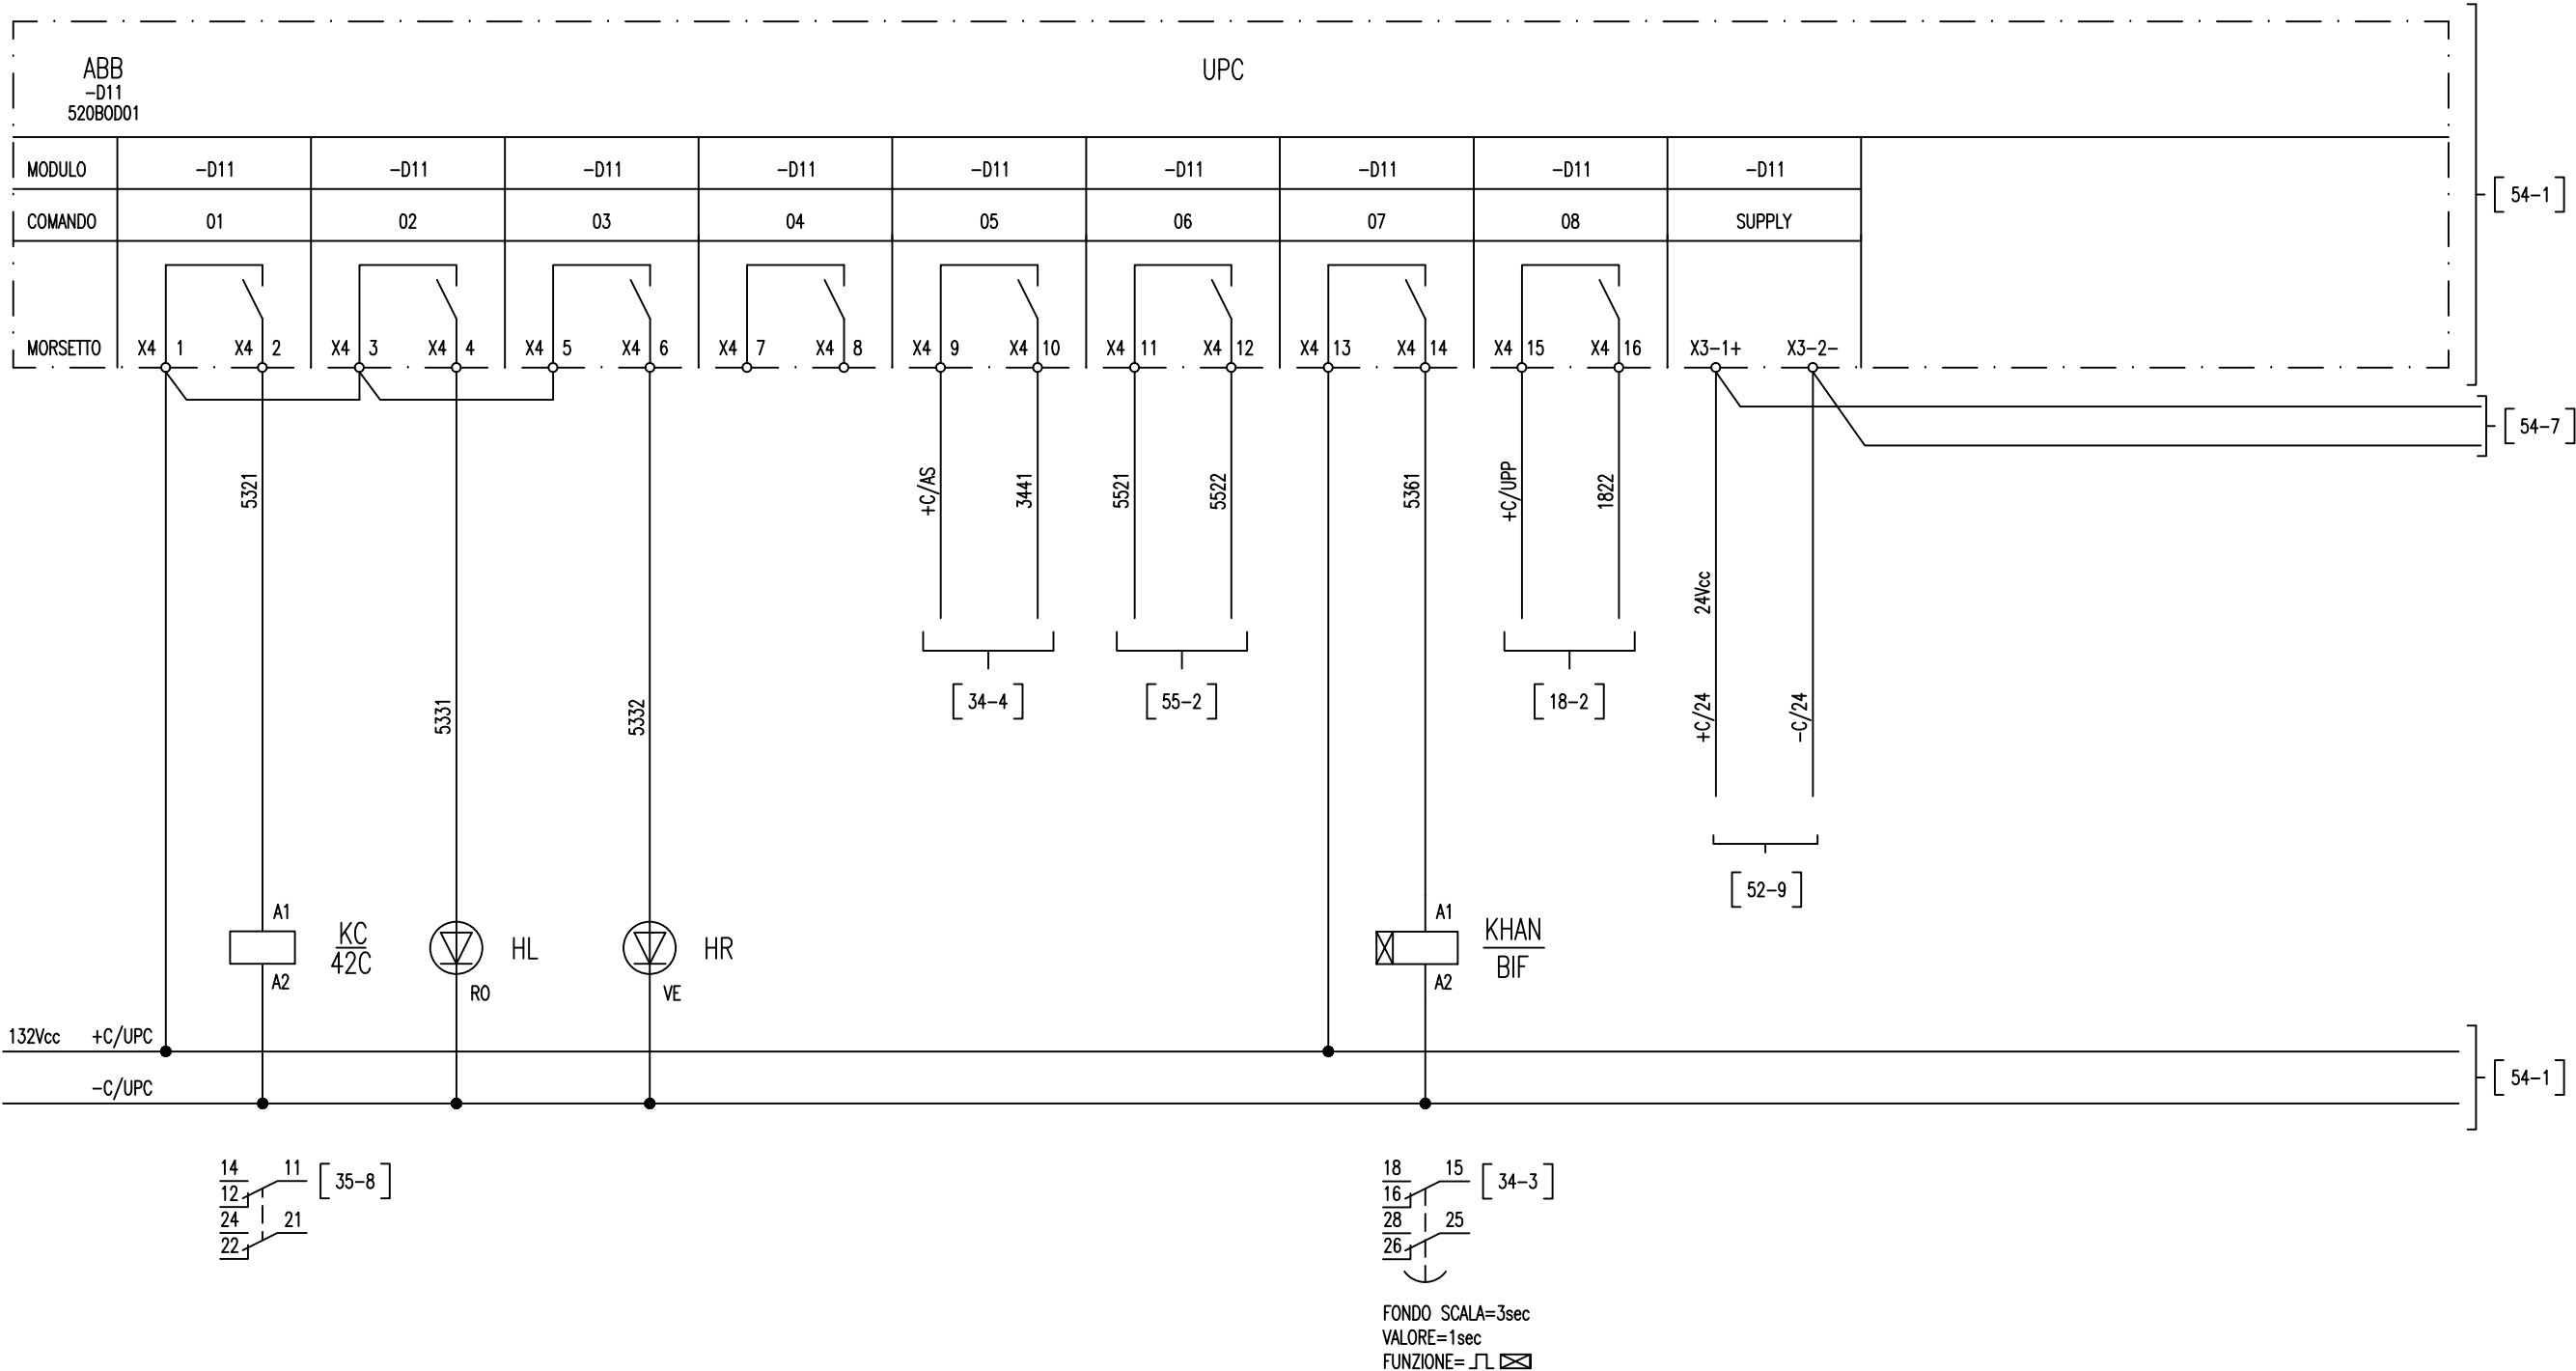 ABB
-D11
520BOD01
UPC
MODULO -D11 -D11 -D11 -D11 -D11 -D11 -D11 -D11 -D11
COMANDO 01 02 03 04 05 06 07 08 SUPPLY
MORSETTO X4 1 X4 2 X4 3 X4 4 X4 5 X4 6 X4 7 X4 8 X4 9 X4 10 X4 11 X4 12 X4 13 X4 14 X4 15 X4 16 X3-1+ X3-2-
54-1
54-7
5321
+C/AS
3441
5521
5522
5361
+C/UPP
1822
24Vcc
5331
5332
34-4
55-2
18-2
+C/24
-C/24
52-9
A1
KC
42C
A2
HL
RO
HR
VE
A1
KHAN
BIF
A2
132Vcc +C/UPC
-C/UPC
54-1
14 11
12
35-8
24 21
22
18 15
16
34-3
28 25
26
FONDO SCALA=3sec
VALORE=1sec
FUNZIONE=